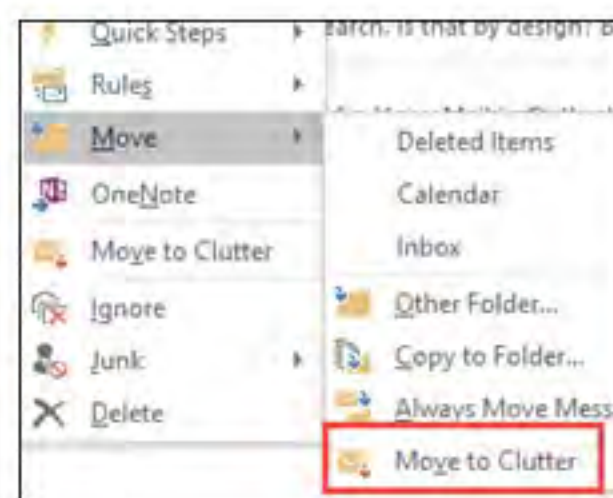 Quick Steps
earch. Is that by design?
Rules
Move
OneNote
Move to Clutter
Ignore
Junk
Delete
Deleted Items
Calendar
Inbox
Other Folder...
Copy to Folder...
Always Move Mess
Move to Clutter